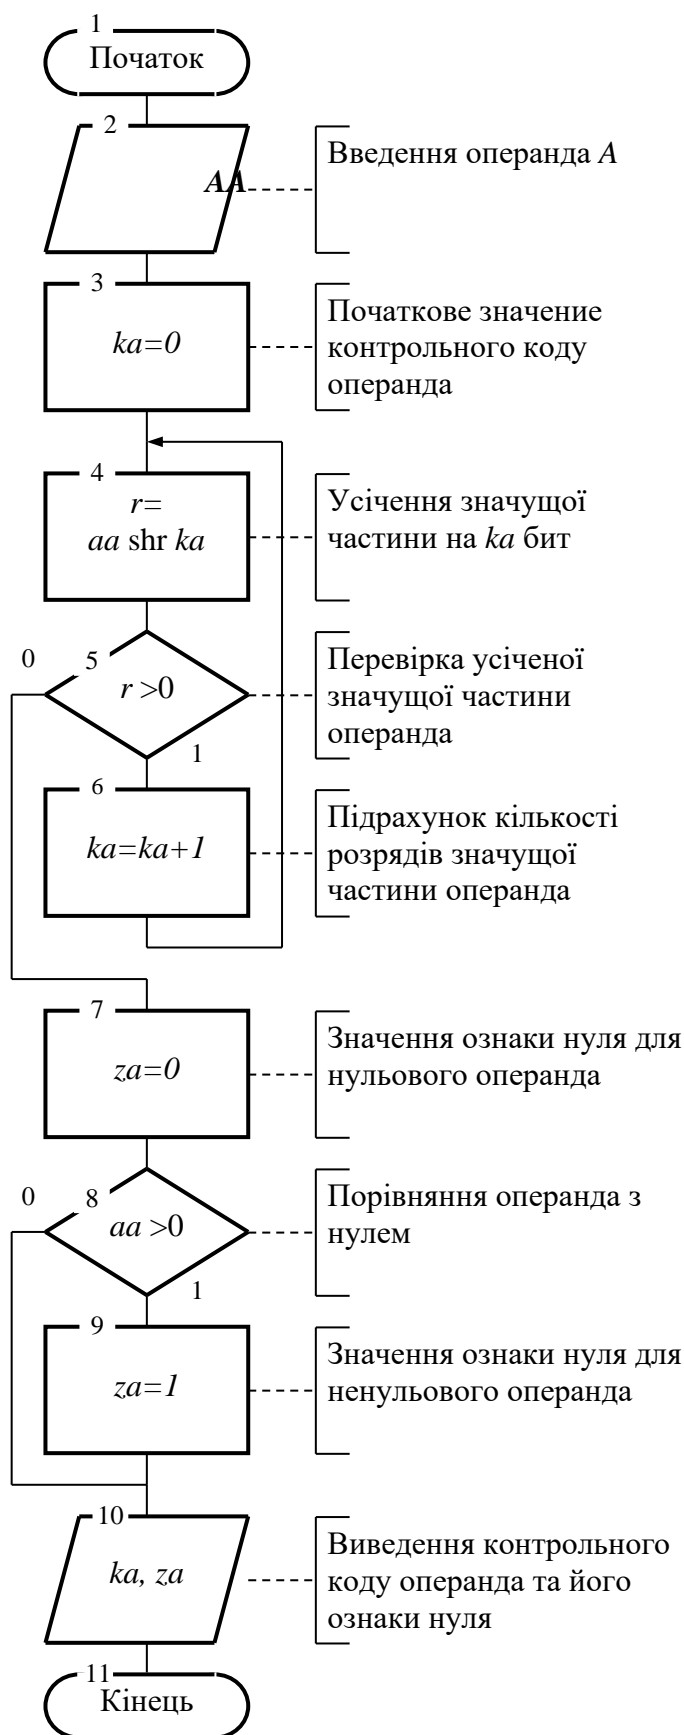 1
Початок
2
AA
Введення операнда A
3
ka=0
Початкове значення
контрольного коду
операнда
4
r=
aa shr ka
Усічення значущої
частини на ka бит
0
5
r >0
1
Перевірка усіченої
значущої частини
операнда
6
ka=ka+1
Підрахунок кількості
розрядів значущої
частини операнда
7
za=0
Значення ознаки нуля для
нульового операнда
0
8
aa >0
1
Порівняння операнда з
нулем
9
za=1
Значення ознаки нуля для
ненульового операнда
10
ka, za
Виведення контрольного
коду операнда та його
ознаки нуля
11
Кінець